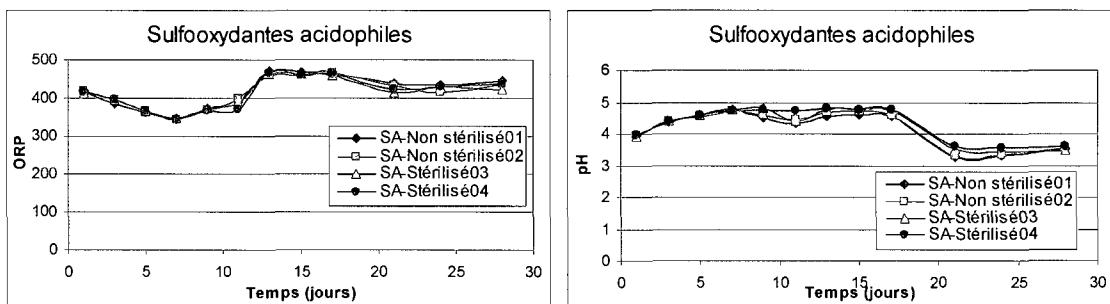 Sulfooxydantes acidophiles
500
400
300
200
100
0
ORP
0 5 10 15 20 25 30
Temps (jours)
SA-Non stérilisé01
SA-Non stérilisé02
SA-Stérilisé03
SA-Stérilisé04
Sulfooxydantes acidophiles
6
5
4
3
2
1
0
pH
0 5 10 15 20 25 30
Temps (jours)
SA-Non stérilisé01
SA-Non stérilisé02
SA-Stérilisé03
SA-Stérilisé04